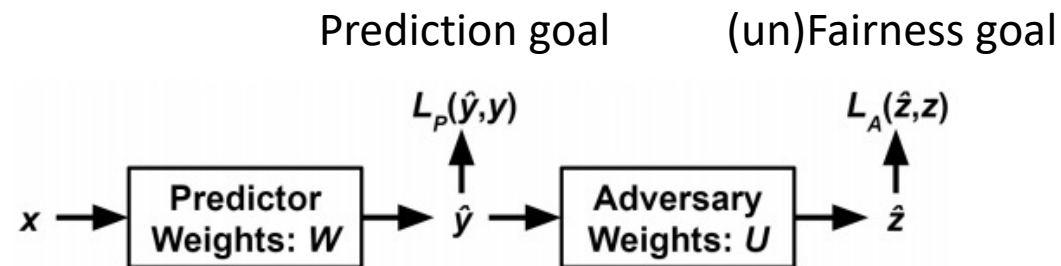 Prediction goal (un)Fairness goal
L_P(ŷ,y) L_A(ẑ,z)
x Predictor Weights: W ŷ Adversary Weights: U ẑ